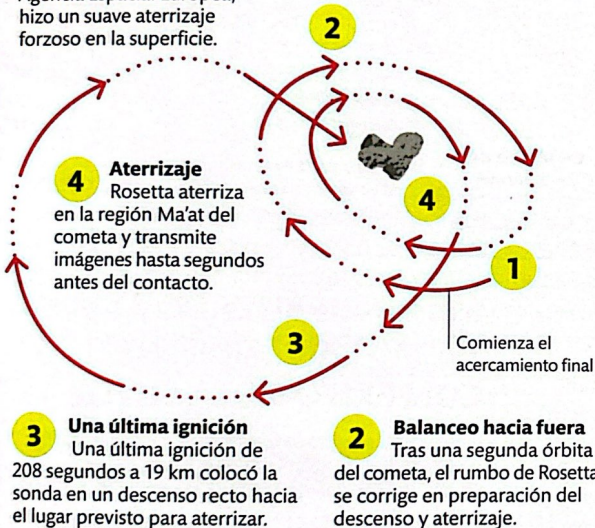 hizo un suave aterrizaje
forzoso en la superficie.
2
4
Aterrizaje
Rosetta aterriza
en la región Ma'at del
cometa y transmite
imágenes hasta segundos
antes del contacto.
4
1
3
Comienza el
acercamiento final
3
Una última ignición
Una última ignición de
208 segundos a 19 km colocó la
sonda en un descenso recto hacia
el lugar previsto para aterrizar.
2
Balanceo hacia fuera
Tras una segunda órbita
del cometa, el rumbo de Rosetta
se corrige en preparación del
descenso y aterrizaje.